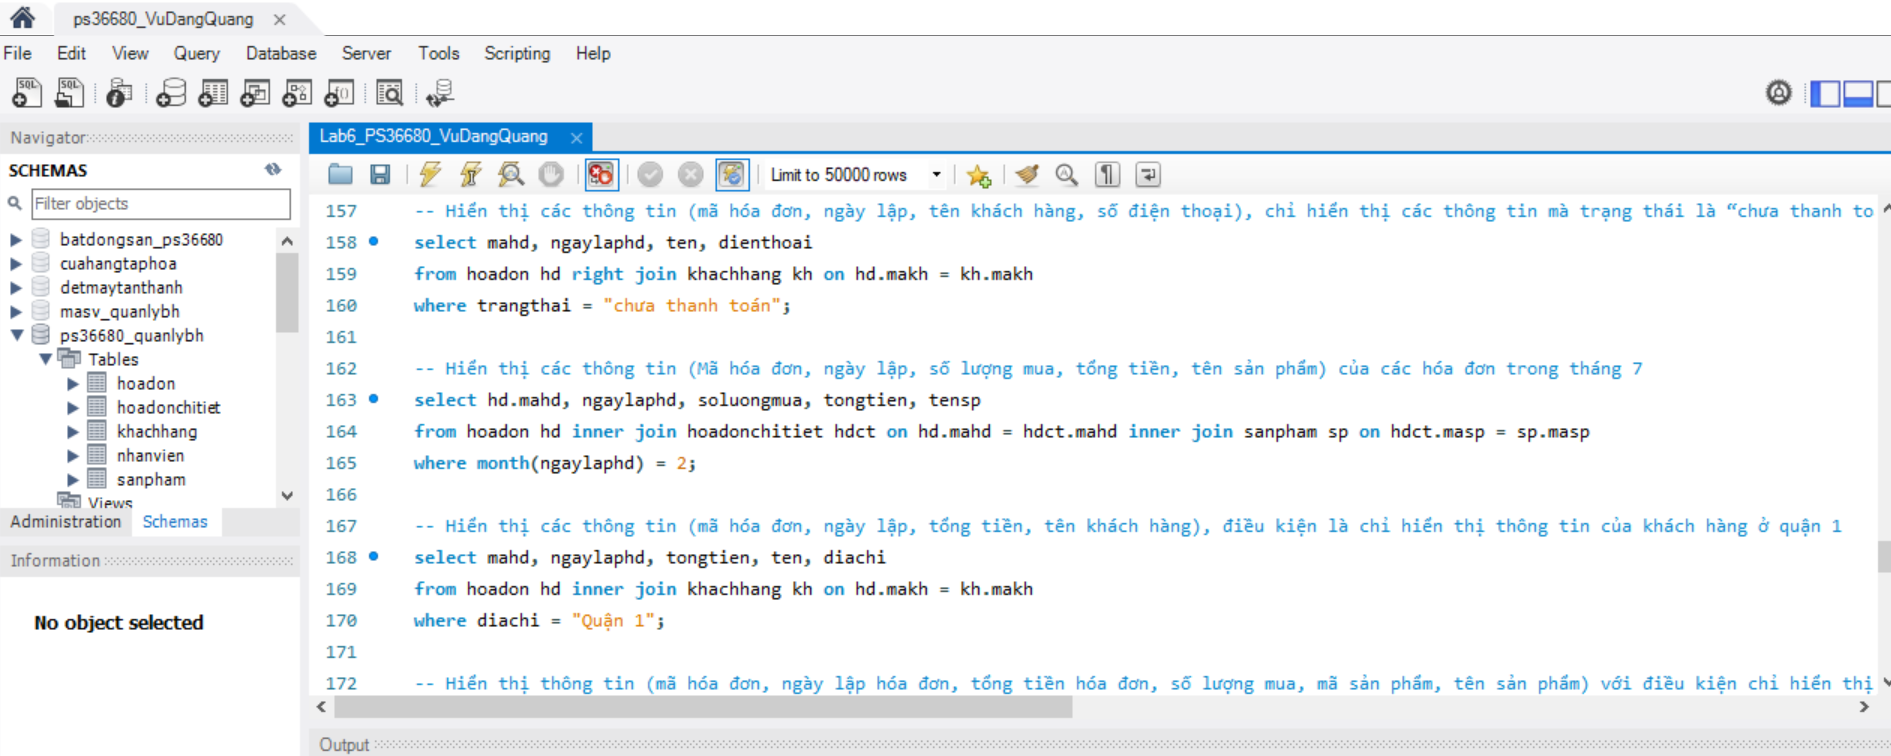 ps36680_VuDangQuang
File Edit View Query Database Server Tools Scripting Help
Navigator
SCHEMAS
Filter objects
batdongsan_ps36680
cuahangtaphoa
detmaytanthanh
masv_quanlybh
ps36680_quanlybh
Tables
hoadon
hoadonchitiet
khachhang
nhanvien
sanpham
Views
Administration Schemas
Information
No object selected
Lab6_PS36680_VuDangQuang
Limit to 50000 rows
157 -- Hiển thị các thông tin (mã hóa đơn, ngày lập, tên khách hàng, số điện thoại), chỉ hiển thị các thông tin mà trạng thái là “chưa thanh to
158 select mahd, ngaylaphd, ten, dienthoai
159 from hoadon hd right join khachhang kh on hd.makh = kh.makh
160 where trangthai = "chưa thanh toán";
161
162 -- Hiển thị các thông tin (Mã hóa đơn, ngày lập, số lượng mua, tổng tiền, tên sản phẩm) của các hóa đơn trong tháng 7
163 select hd.mahd, ngaylaphd, soluongmua, tongtien, tensp
164 from hoadon hd inner join hoadonchitiet hdct on hd.mahd = hdct.mahd inner join sanpham sp on hdct.masp = sp.masp
165 where month(ngaylaphd) = 2;
166
167 -- Hiển thị các thông tin (mã hóa đơn, ngày lập, tổng tiền, tên khách hàng), điều kiện là chỉ hiển thị thông tin của khách hàng ở quận 1
168 select mahd, ngaylaphd, tongtien, ten, diachi
169 from hoadon hd inner join khachhang kh on hd.makh = kh.makh
170 where diachi = "Quận 1";
171
172 -- Hiển thị thông tin (mã hóa đơn, ngày lập hóa đơn, tổng tiền hóa đơn, số lượng mua, mã sản phẩm, tên sản phẩm) với điều kiện chỉ hiển thị
Output